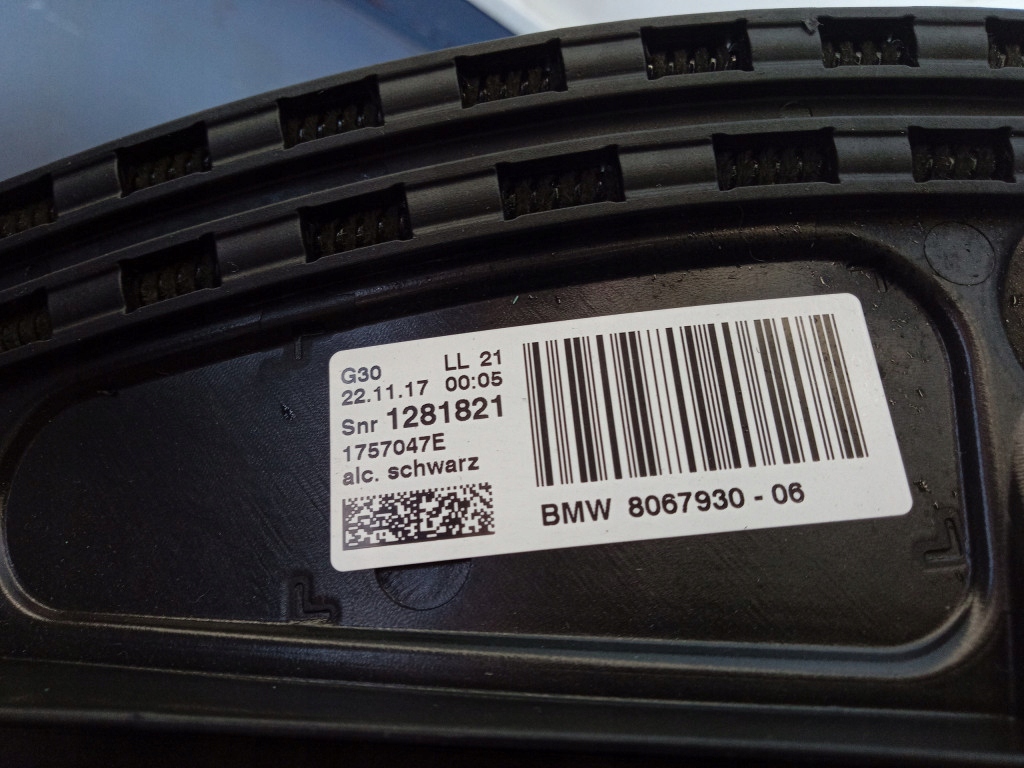 G30 LL 21
22.11.17 00:05
Snr 1281821
1757047E
alc. schwarz
BMW 8067930 - 06